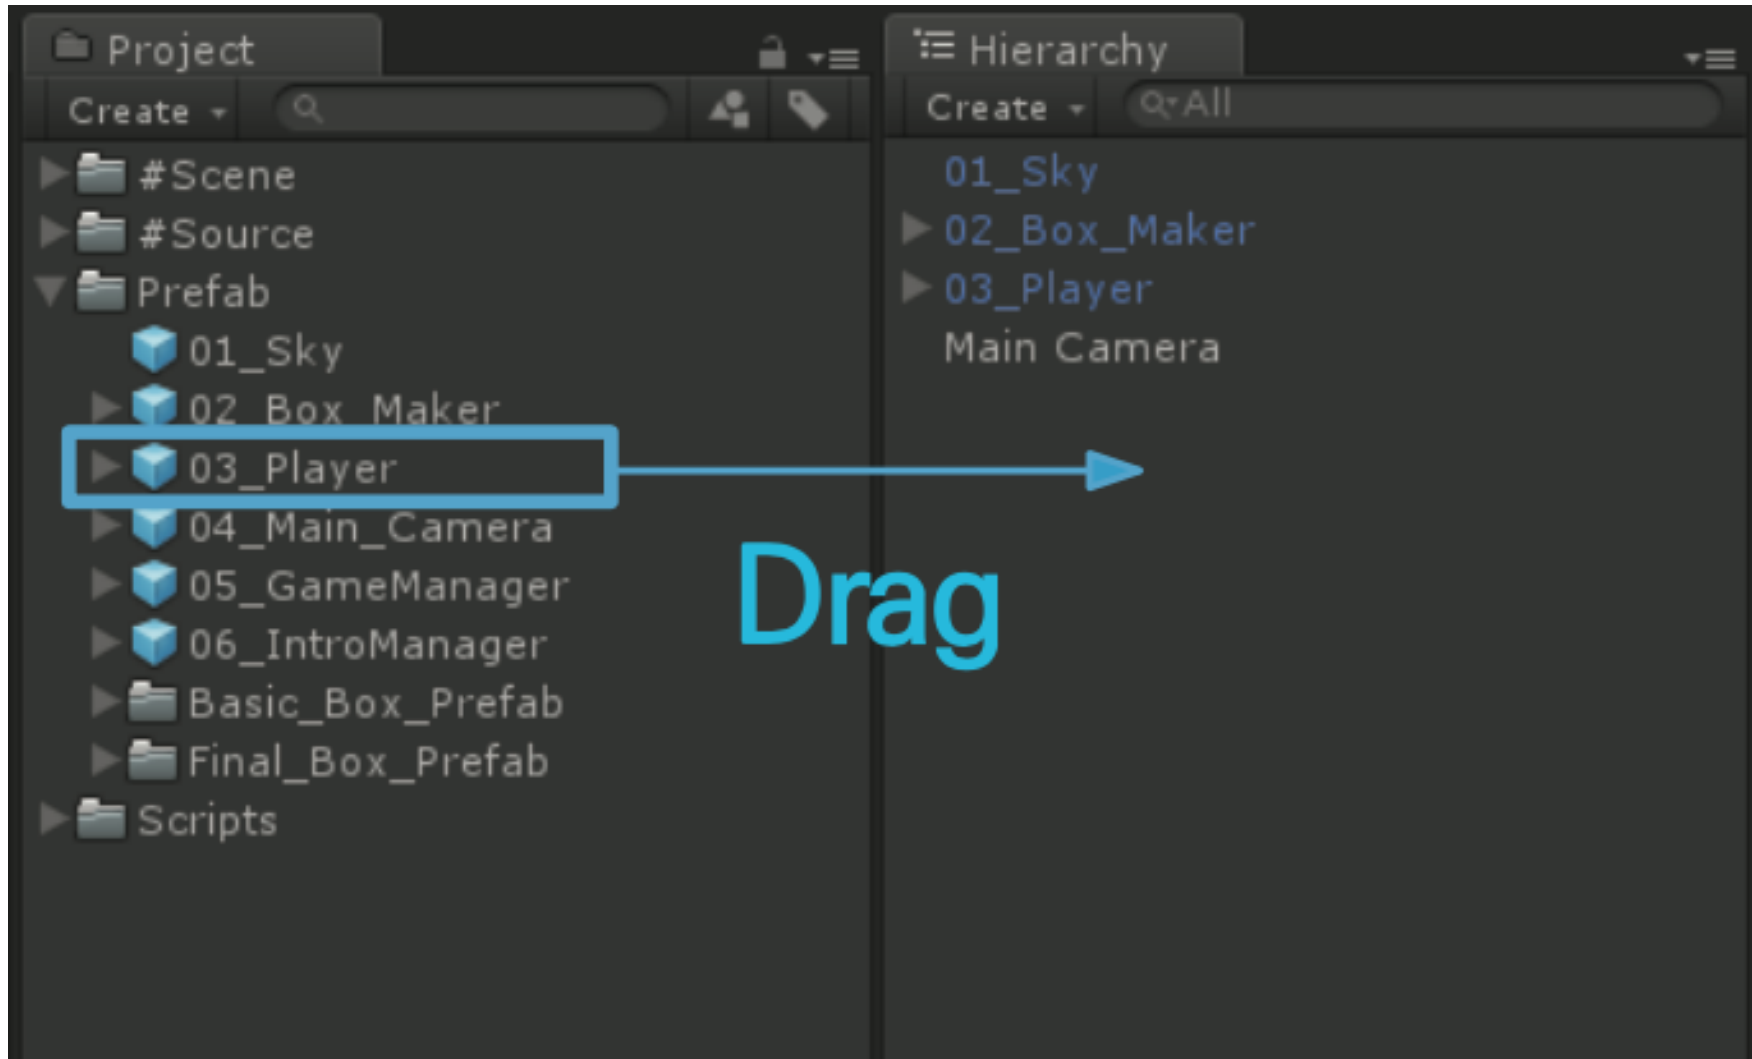 Project
Create
#Scene
#Source
Prefab
01_Sky
02_Box_Maker
03_Player
04_Main_Camera
05_GameManager
06_IntroManager
Basic_Box_Prefab
Final_Box_Prefab
Scripts
Drag
Hierarchy
Create
All
01_Sky
02_Box_Maker
03_Player
Main Camera